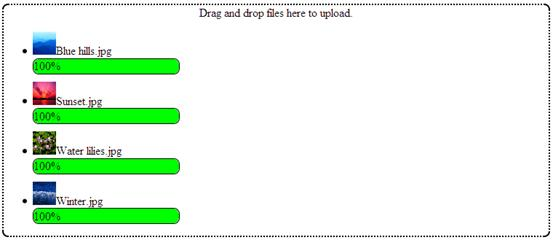 Drag and drop files here to upload.
Blue hills.jpg
100%
Sunset.jpg
100%
Water lilies.jpg
100%
Winter.jpg
100%